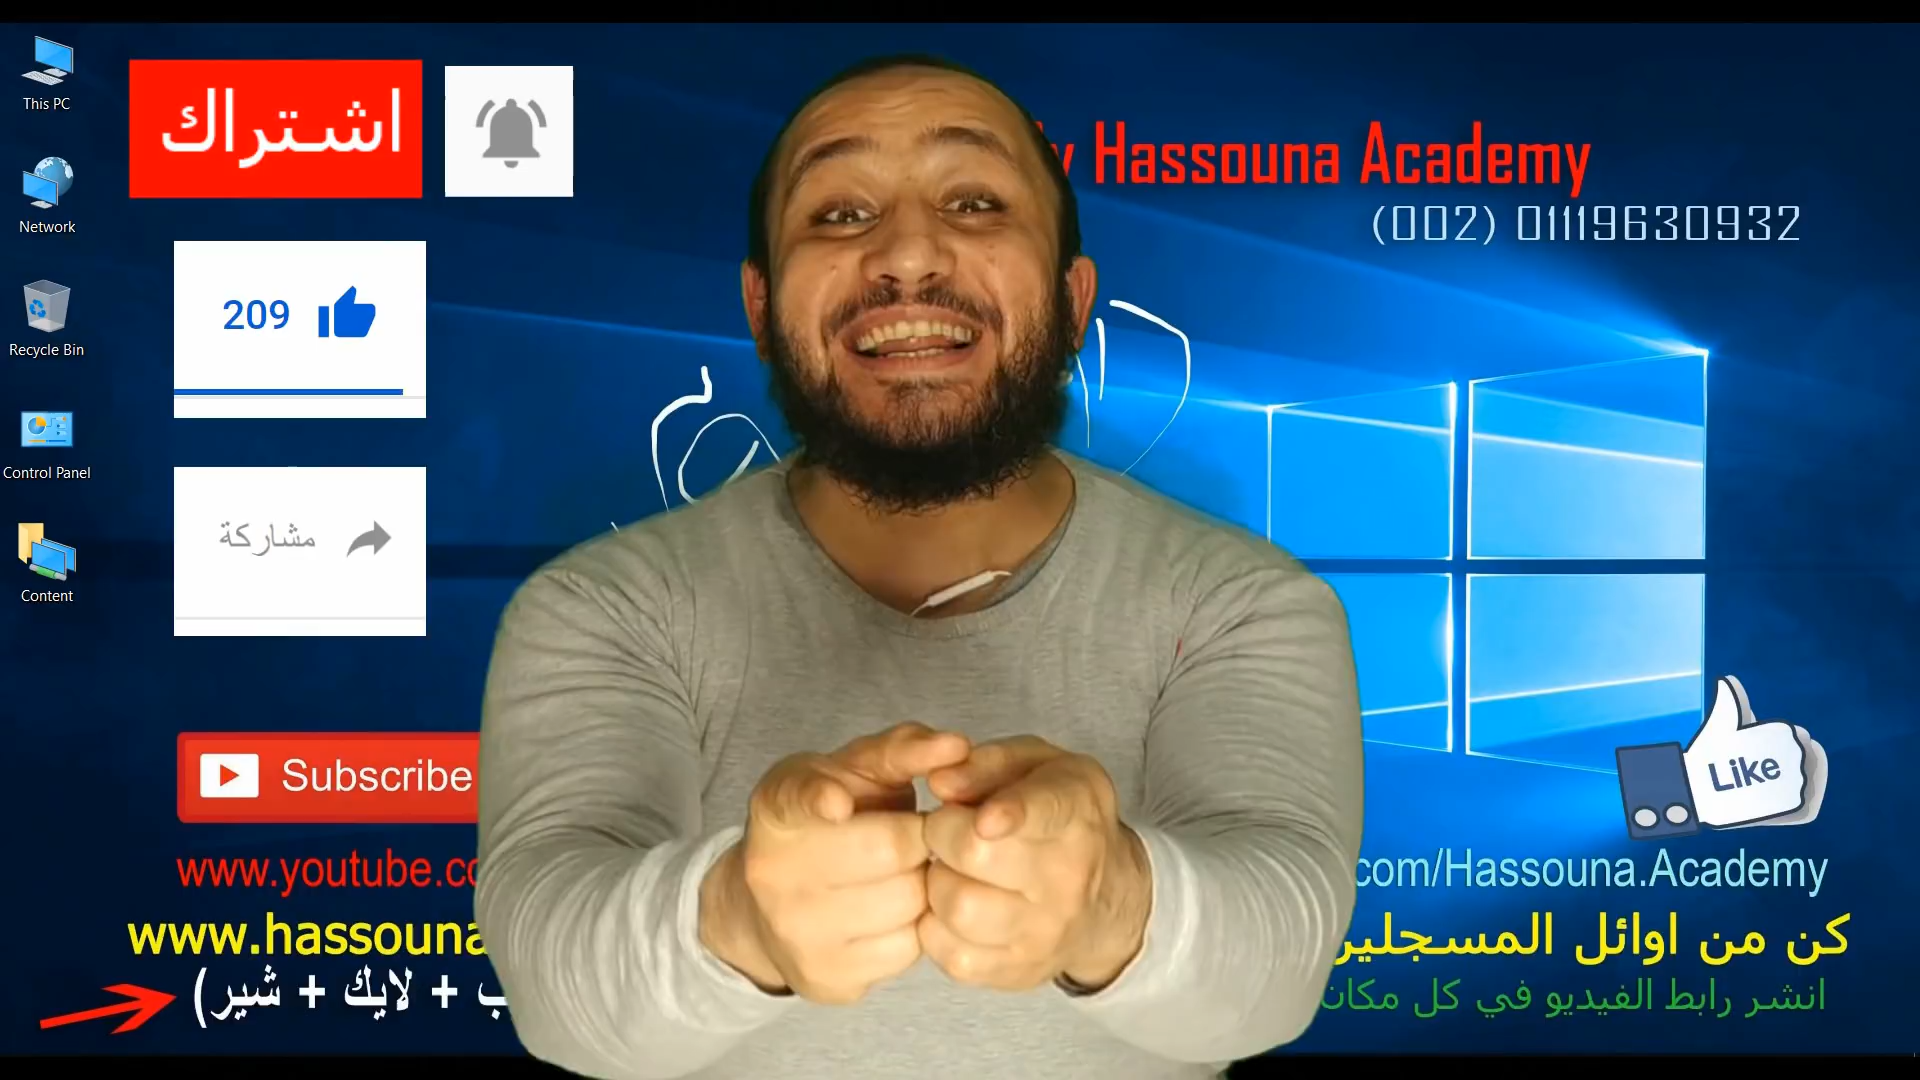 This PC
Network
Recycle Bin
Control Panel
Content
اشتراك
Hassouna Academy
(002) 01119630932
209
مشاركة
Subscribe
Like
www.youtube.co
com/Hassouna.Academy
www.hassouna
كن من اوائل المسجلين
+ لايك + شير)
انشر رابط الفيديو في كل مكان